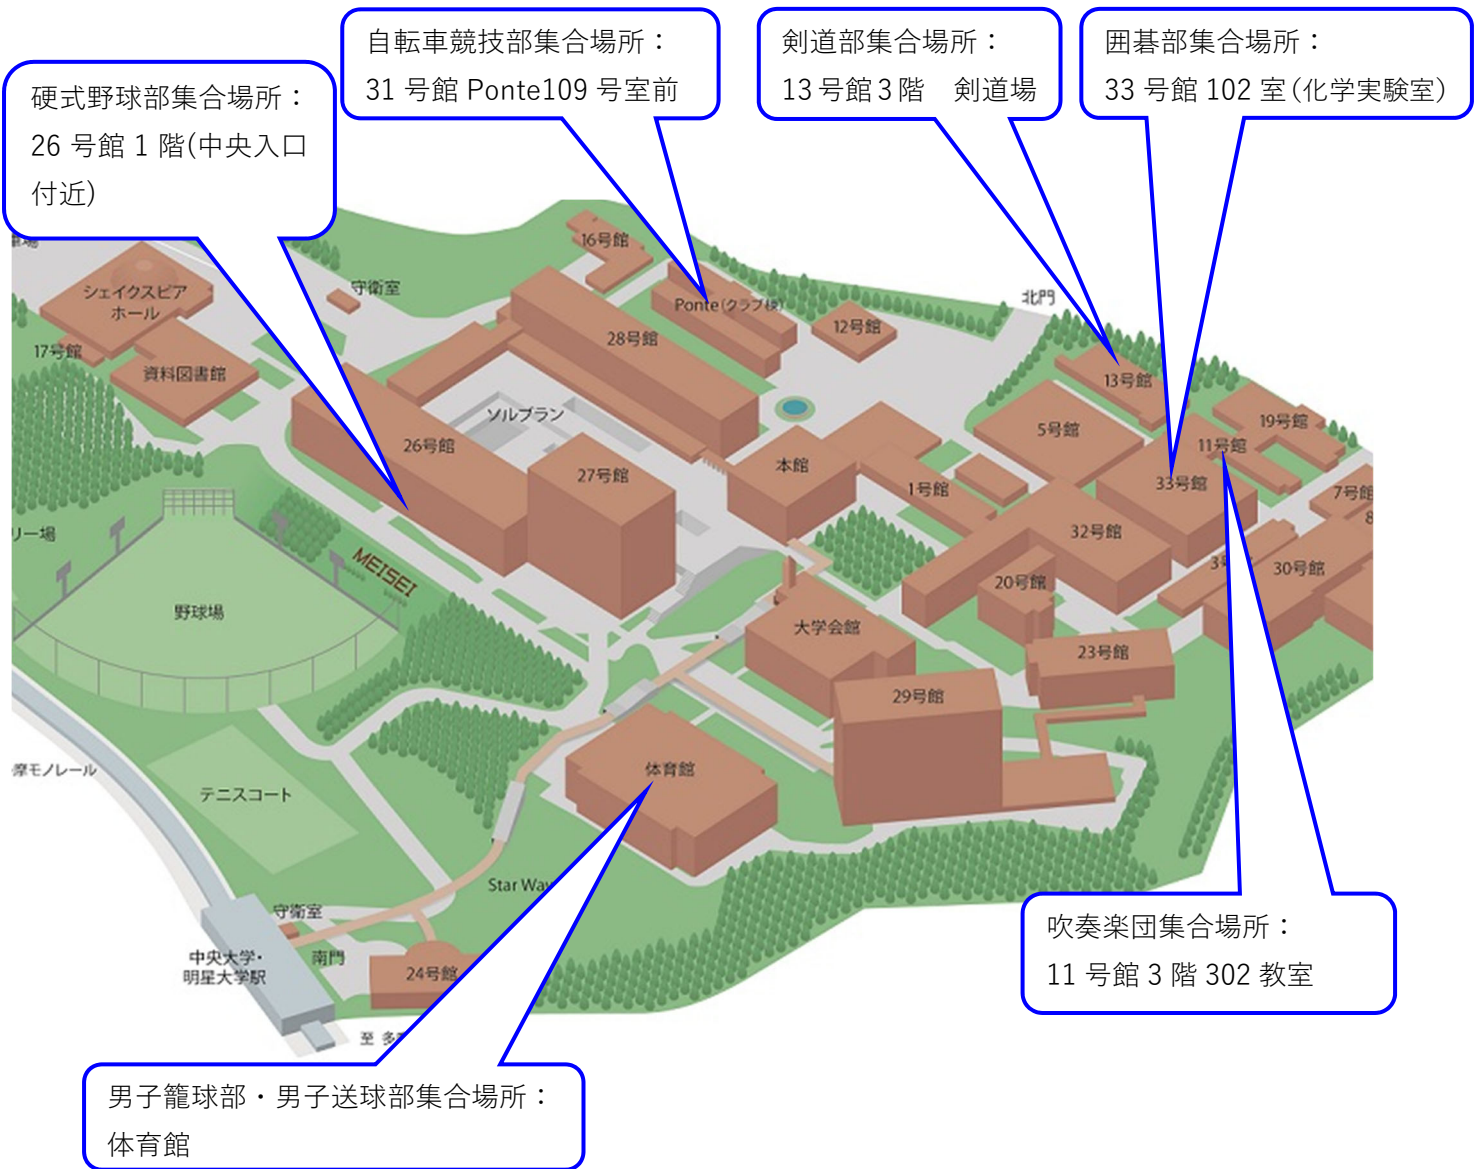 自転車競技部集合場所：
31 号館 Ponte109 号室前
剣道部集合場所：
13 号館 3 階　剣道場
囲碁部集合場所：
33 号館 102 室(化学実験室)
硬式野球部集合場所：
26 号館 1 階(中央入口
付近)
16号館
守衛室
シェイクスピア
ホール
Ponte(クラブ棟)
北門
12号館
28号館
17号館
資料図書館
13号館
ソルブラン
19号館
5号館
26号館
11号館
本館
27号館
33号館
1号館
7号館
32号館
リー場
MEISEI
30号館
20号館
野球場
大学会館
23号館
29号館
摩モノレール
体育館
テニスコート
Star Way
守衛室
南門
中央大学・
明星大学駅
24号館
至 多
吹奏楽団集合場所：
11 号館 3 階 302 教室
男子籠球部・男子送球部集合場所：
体育館